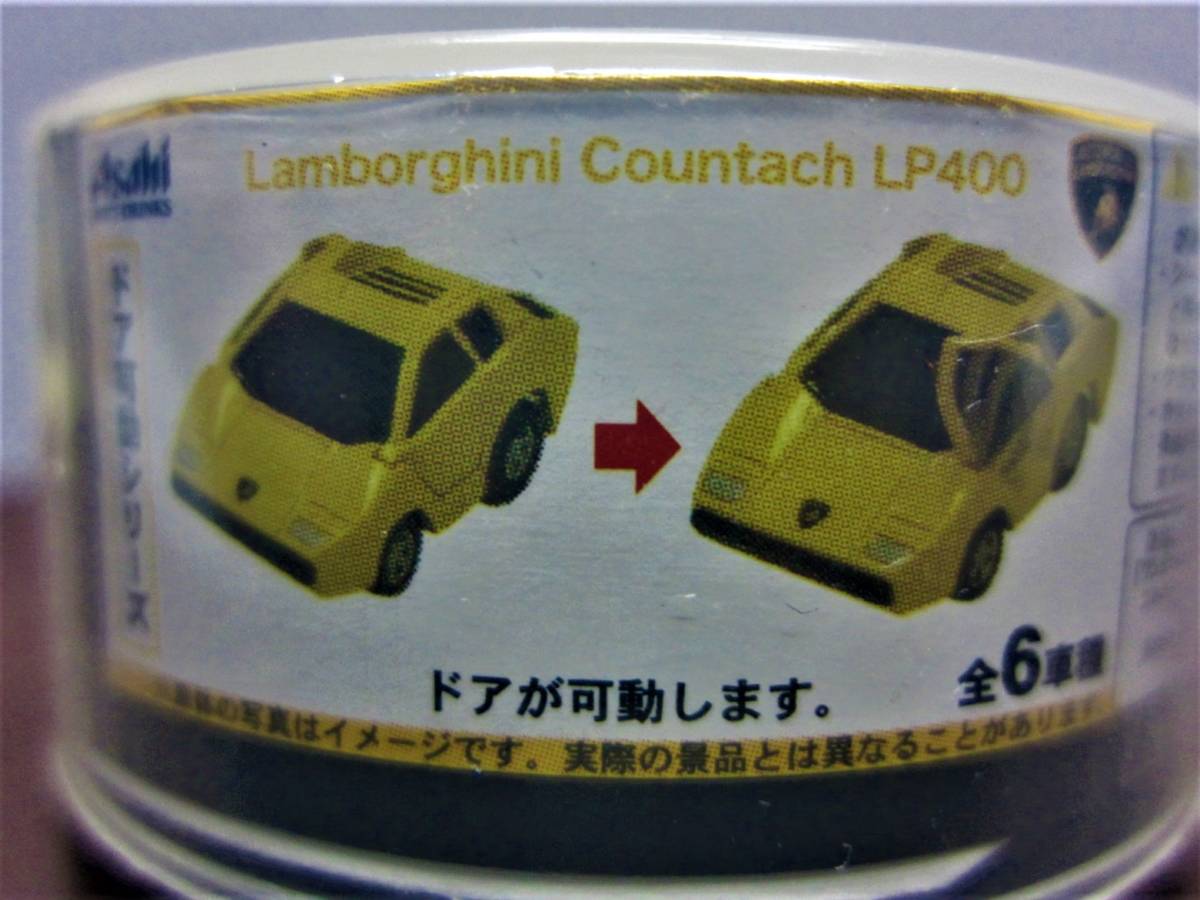 Asahi
Lamborghini Countach LP400
ドア可動シリーズ
ドアが可動します。
全6車種
の写真はイメージです。実際の景品とは異なることがあります